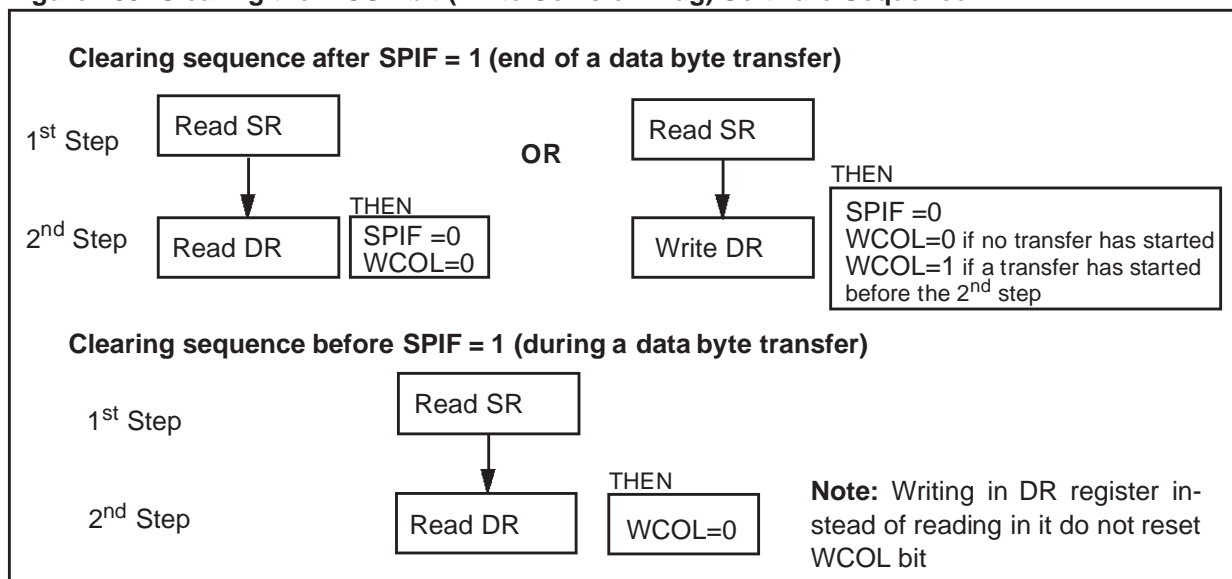 Clearing sequence after SPIF = 1 (end of a data byte transfer)
1st Step
Read SR
OR
Read SR
THEN
2nd Step
Read DR
THEN
SPIF =0
WCOL=0
Write DR
SPIF =0
WCOL=0 if no transfer has started
WCOL=1 if a transfer has started
before the 2nd step
Clearing sequence before SPIF = 1 (during a data byte transfer)
1st Step
Read SR
2nd Step
Read DR
THEN
WCOL=0
Note: Writing in DR register in-
stead of reading in it do not reset
WCOL bit